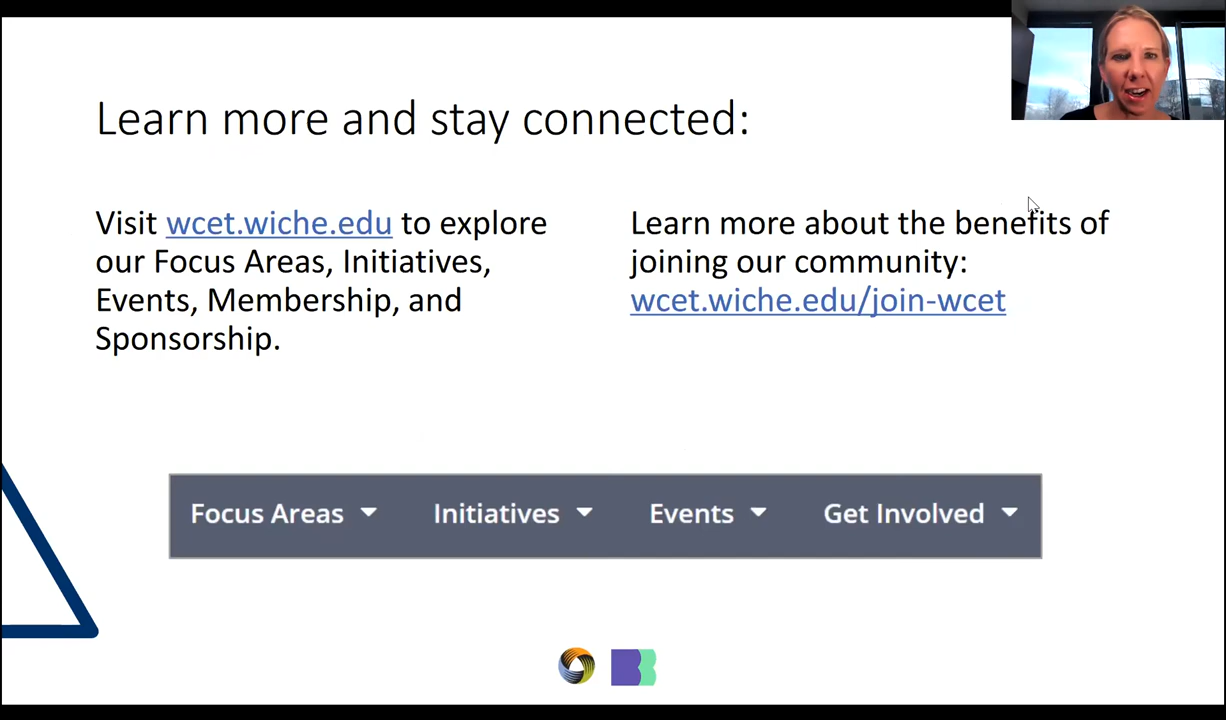 Learn more and stay connected:
Visit wcet.wiche.edu to explore
our Focus Areas, Initiatives,
Events, Membership, and
Sponsorship.
Learn more about the benefits of
joining our community:
wcet.wiche.edu/join-wcet
Focus Areas Initiatives Events Get Involved